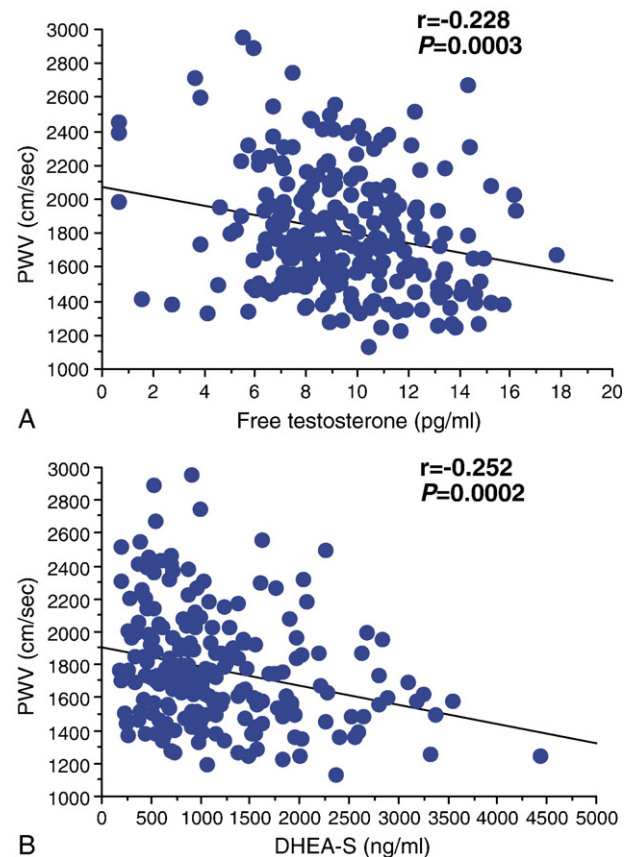 r=-0.228
P=0.0003
3000
2800
2600
2400
2200
2000
1800
1600
1400
1200
1000
PWV (cm/sec)
0 2 4 6 8 10 12 14 16 18 20
Free testosterone (pg/ml)
A
r=-0.252
P=0.0002
3000
2800
2600
2400
2200
2000
1800
1600
1400
1200
1000
PWV (cm/sec)
0 500 1000 1500 2000 2500 3000 3500 4000 4500 5000
DHEA-S (ng/ml)
B